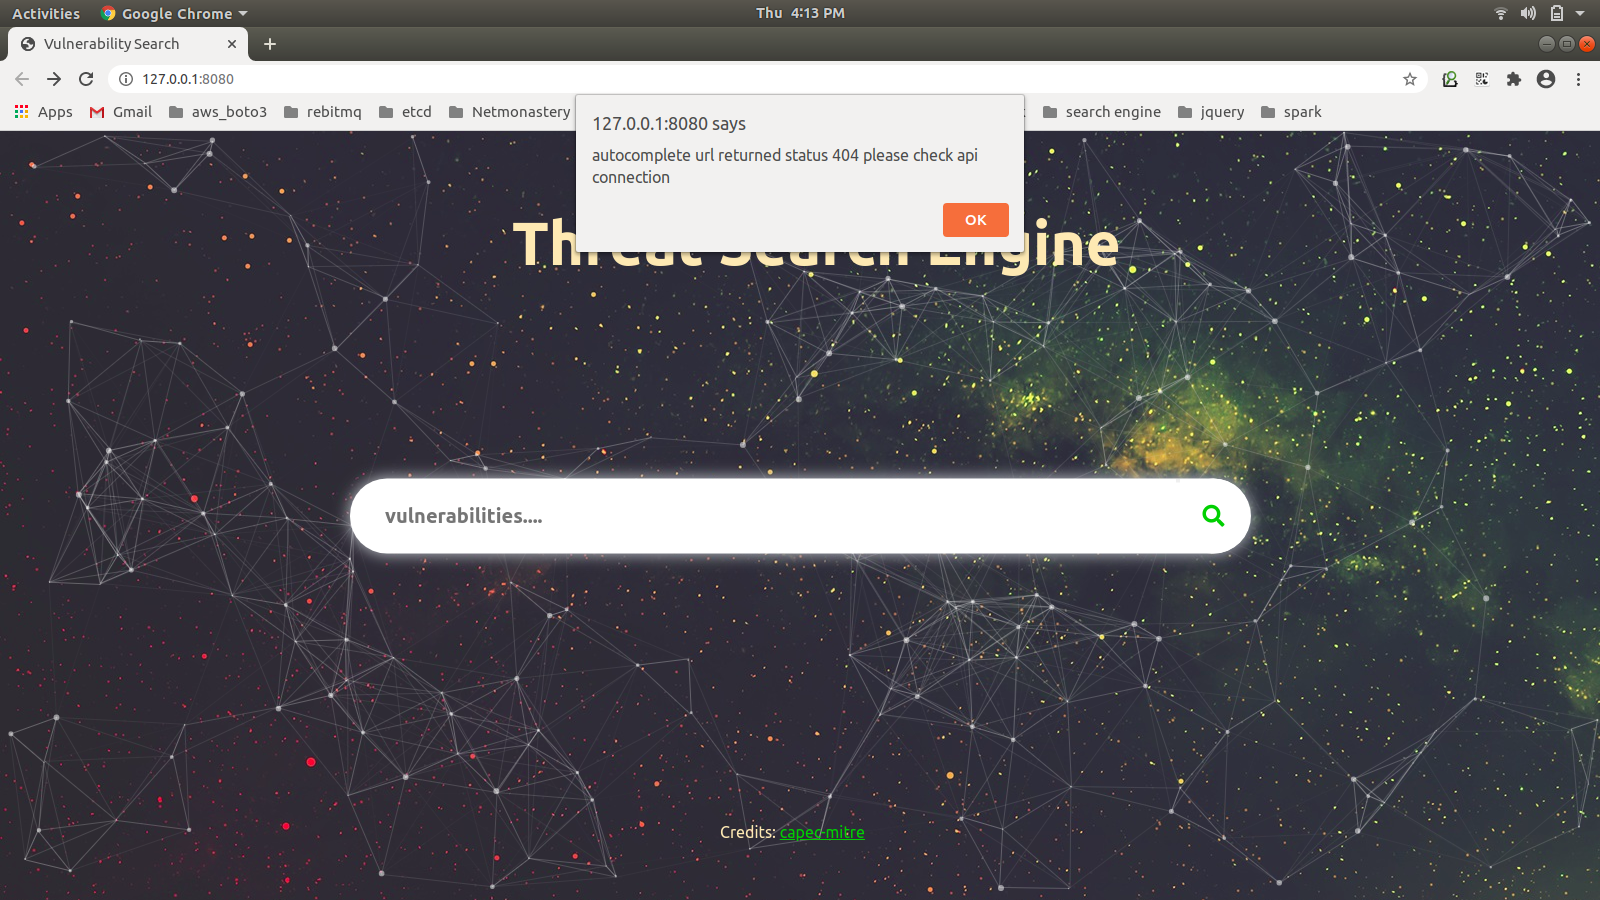 Activities Google Chrome Thu 4:13 PM
Vulnerability Search
127.0.0.1:8080
Apps Gmail aws_boto3 rebitmq etcd Netmonastery search engine jquery spark
127.0.0.1:8080 says
autocomplete url returned status 404 please check api
connection
OK
Threat Search Engine
vulnerabilities....
Credits: capec-mitre